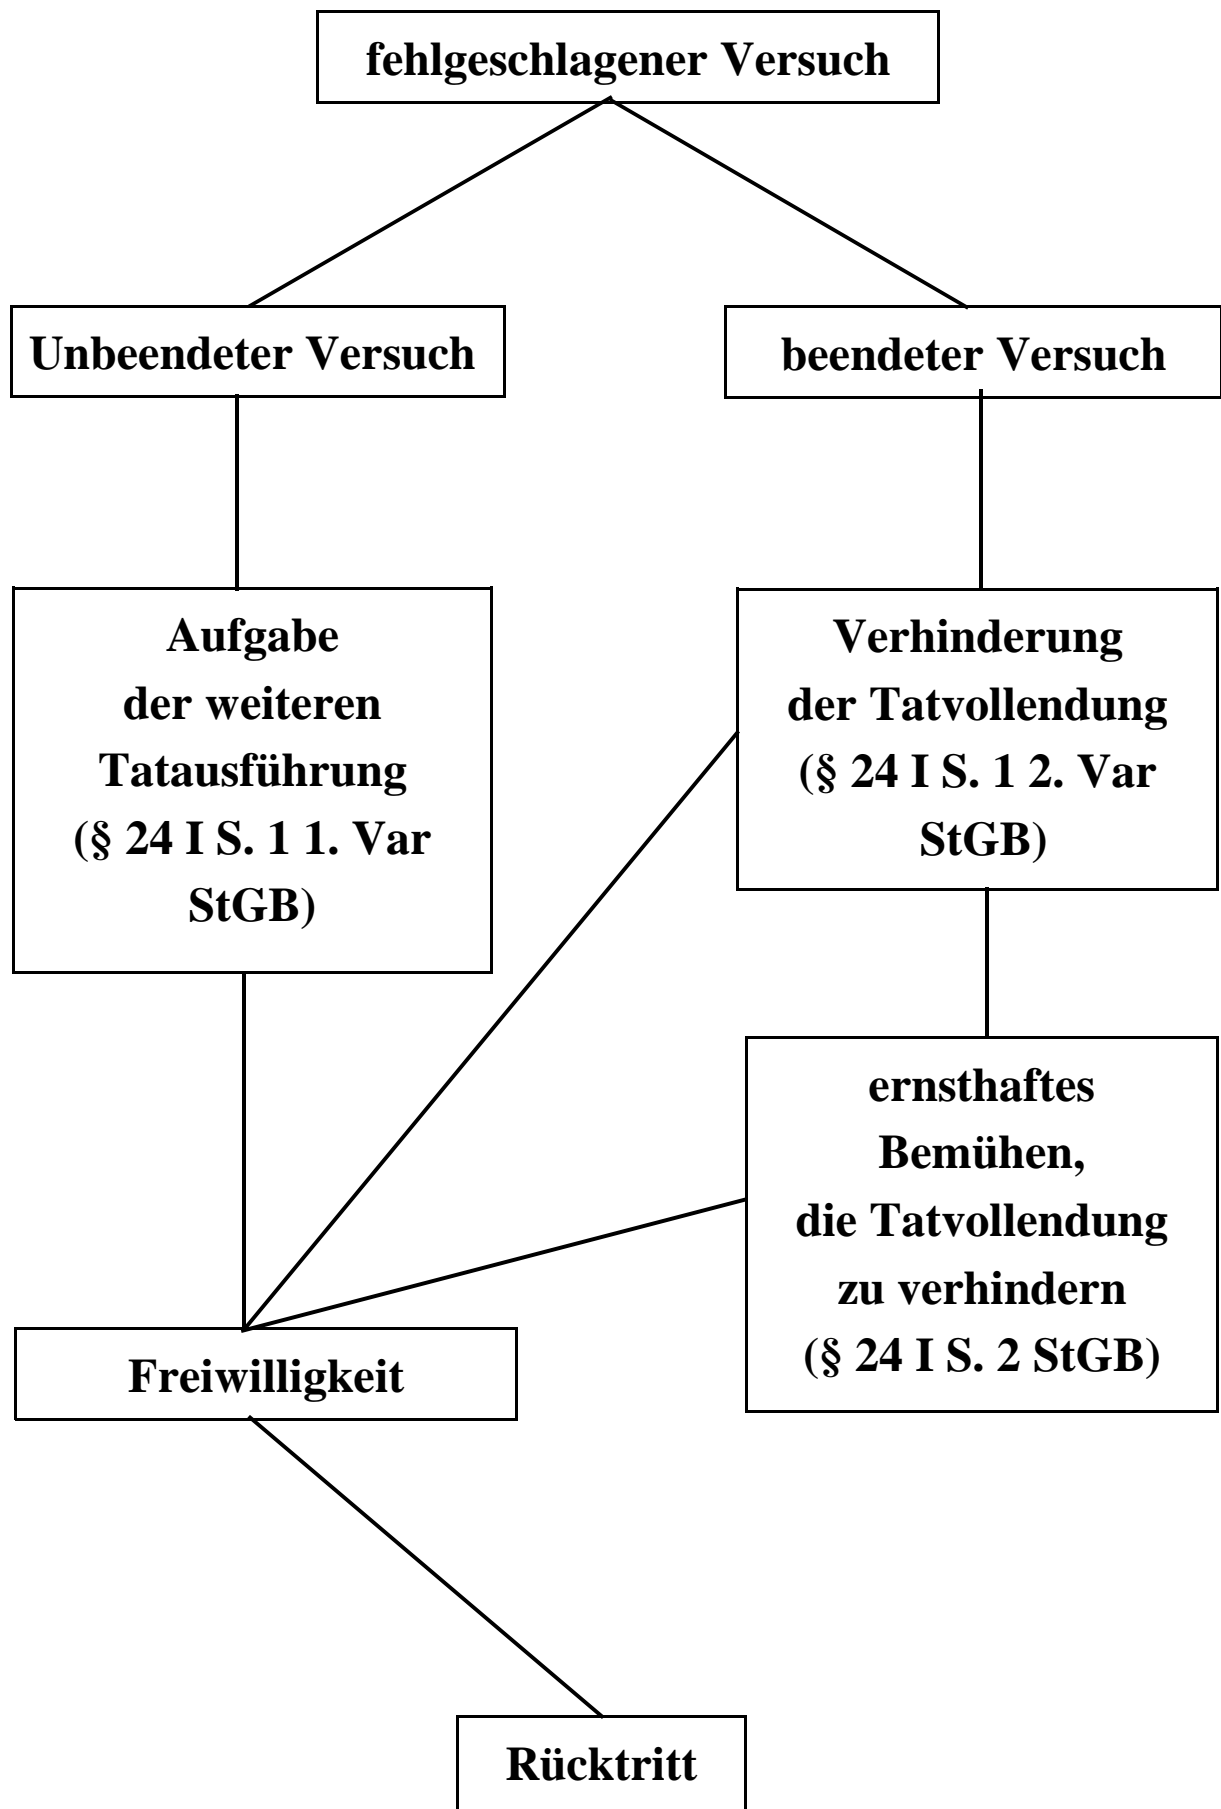 fehlgeschlagener Versuch
Unbeendeter Versuch
beendeter Versuch
Aufgabe
der weiteren
Tatausführung
(§ 24 I S. 1 1. Var
StGB)
Verhinderung
der Tatvollendung
(§ 24 I S. 1 2. Var
StGB)
ernsthaftes
Bemühen,
die Tatvollendung
zu verhindern
(§ 24 I S. 2 StGB)
Freiwilligkeit
Rücktritt